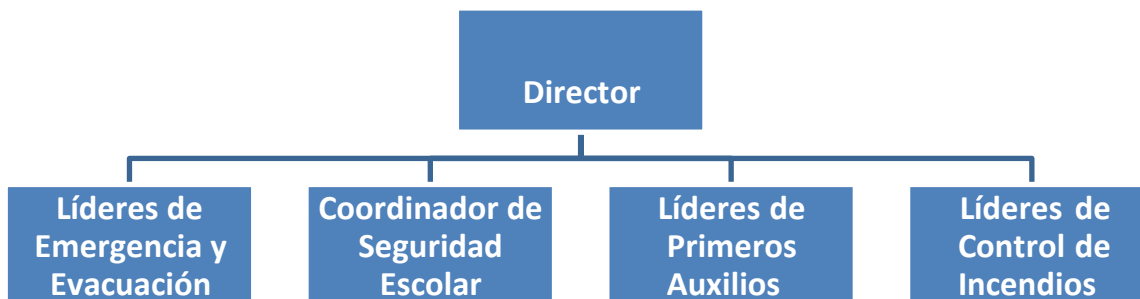 Director
Líderes de
Emergencia y
Evacuación
Coordinador de
Seguridad
Escolar
Líderes de
Primeros
Auxilios
Líderes de
Control de
Incendios